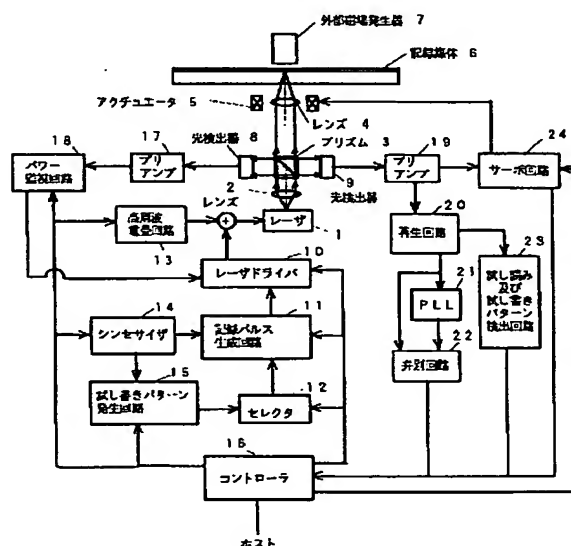 外部磁場発生器 7
記録媒体 6
アクチュエータ 5
レンズ 4
プリズム 3
先検出器 8
9 先検出器
18
パワー
監視回路
17
プリ
アンプ
19
プリ
アンプ
24
サーボ回路
2
レンズ
レーザ
1
高周波
重畳回路
13
20
再生回路
10
レーザドライバ
21
PLL
23
試し読み
及び
試し書き
パターン
検出回路
14
シンセサイザ
11
記録パルス
生成回路
22
弁別回路
15
試し書きパターン
発生回路
12
セレクタ
16
コントローラ
ホスト